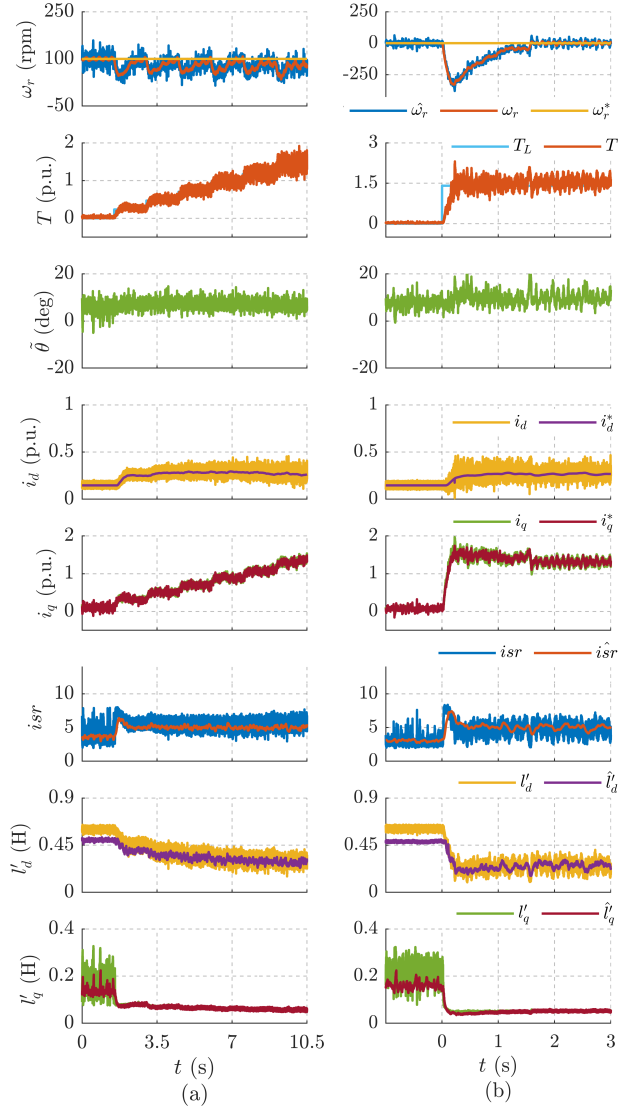 250
100
-50
ω_r (rpm)
0
-250
ω̂_r ω_r ω_r^*
2
1
0
T (p.u.)
3
1.5
0
T_L T
20
0
-20
θ̃ (deg)
20
0
-20
1
0.5
0
i_d (p.u.)
1
0.5
0
i_d i_d^*
2
1
0
i_q (p.u.)
2
1
0
i_q i_q^*
10
5
0
isr
10
5
0
isr isr̂
0.9
0.45
0
l′_d (H)
0.9
0.45
0
l′_d l̂′_d
0.4
0.2
0
l′_q (H)
0.4
0.2
0
l′_q l̂′_q
0 3.5 7 10.5
t (s)
(a)
0 1 2 3
t (s)
(b)